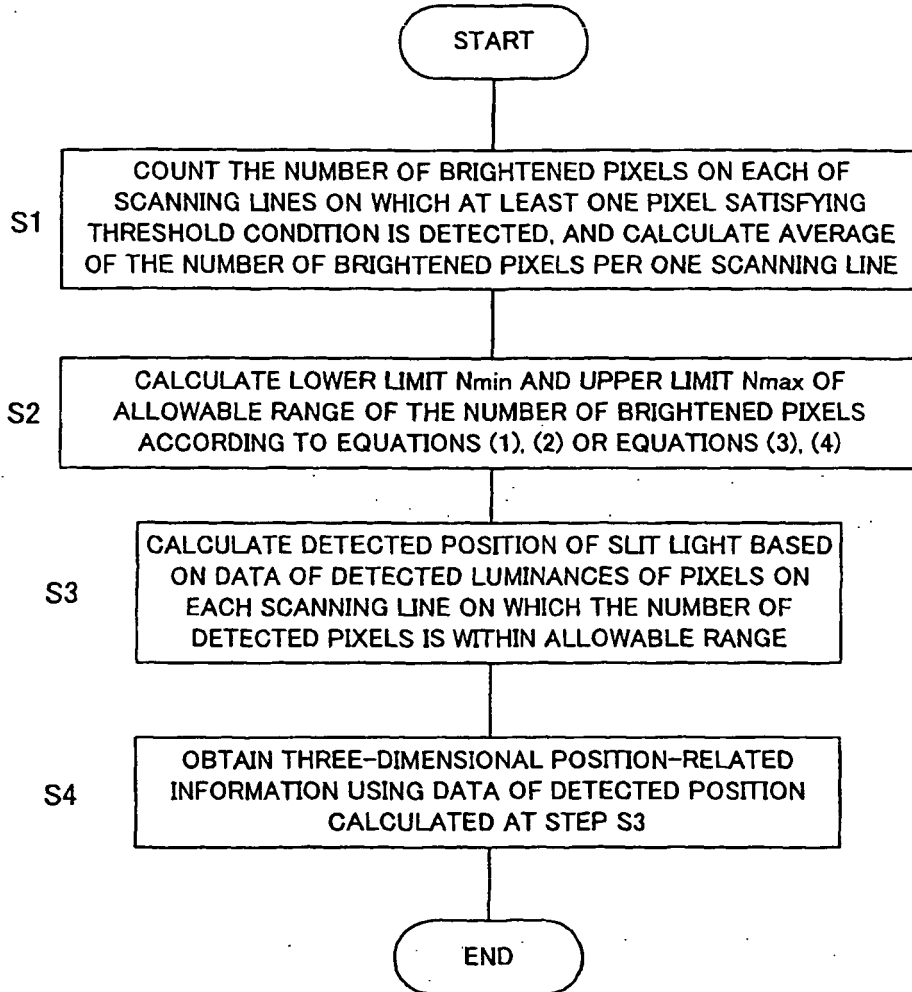 START
S1
COUNT THE NUMBER OF BRIGHTENED PIXELS ON EACH OF
SCANNING LINES ON WHICH AT LEAST ONE PIXEL SATISFYING
THRESHOLD CONDITION IS DETECTED, AND CALCULATE AVERAGE
OF THE NUMBER OF BRIGHTENED PIXELS PER ONE SCANNING LINE
S2
CALCULATE LOWER LIMIT Nmin AND UPPER LIMIT Nmax OF
ALLOWABLE RANGE OF THE NUMBER OF BRIGHTENED PIXELS
ACCORDING TO EQUATIONS (1), (2) OR EQUATIONS (3), (4)
S3
CALCULATE DETECTED POSITION OF SLIT LIGHT BASED
ON DATA OF DETECTED LUMINANCES OF PIXELS ON
EACH SCANNING LINE ON WHICH THE NUMBER OF
DETECTED PIXELS IS WITHIN ALLOWABLE RANGE
S4
OBTAIN THREE-DIMENSIONAL POSITION-RELATED
INFORMATION USING DATA OF DETECTED POSITION
CALCULATED AT STEP S3
END